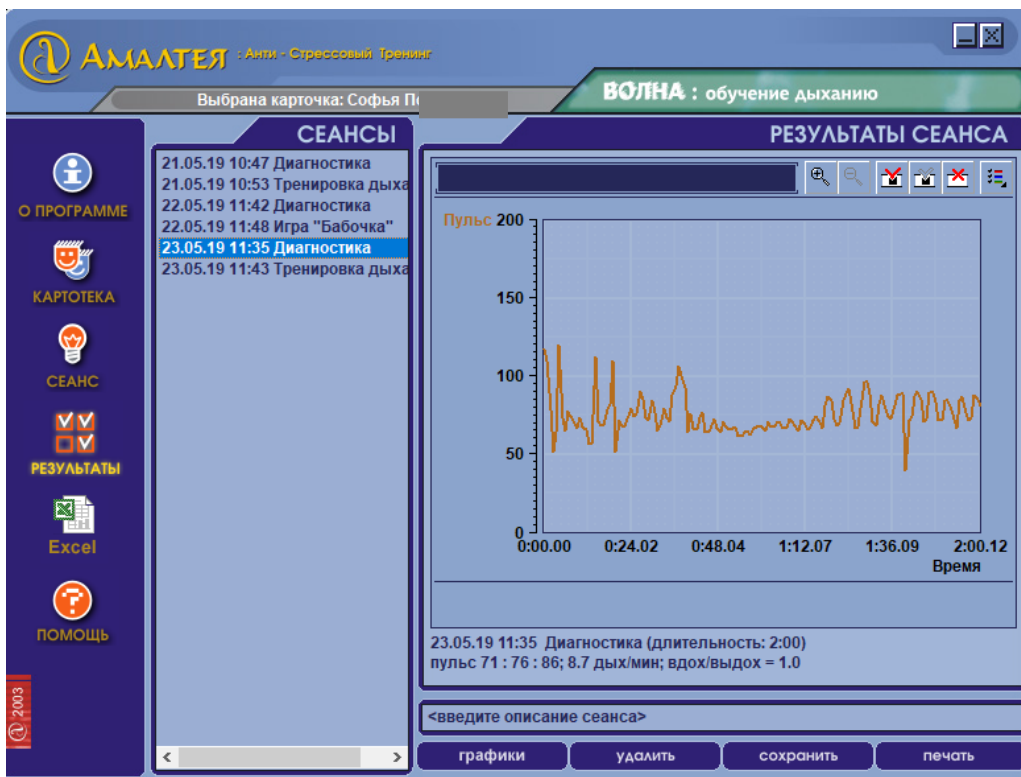 @ Амалтея : Анти - Стрессовый Тренинг
Выбрана карточка: Софья П
ВОЛНА : обучение дыханию
СЕАНСЫ
РЕЗУЛЬТАТЫ СЕАНСА
О ПРОГРАММЕ
КАРТОТЕКА
СЕАНС
РЕЗУЛЬТАТЫ
Excel
ПОМОЩЬ
@ 2003
21.05.19 10:47 Диагностика
21.05.19 10:53 Тренировка дыха
22.05.19 11:42 Диагностика
22.05.19 11:48 Игра "Бабочка"
23.05.19 11:35 Диагностика
23.05.19 11:43 Тренировка дыха
Пульс 200
150
100
50
0
0:00.00 0:24.02 0:48.04 1:12.07 1:36.09 2:00.12
Время
23.05.19 11:35 Диагностика (длительность: 2:00)
пульс 71 : 76 : 86; 8.7 дых/мин; вдох/выдох = 1.0
<введите описание сеанса>
графики удалить сохранить печать